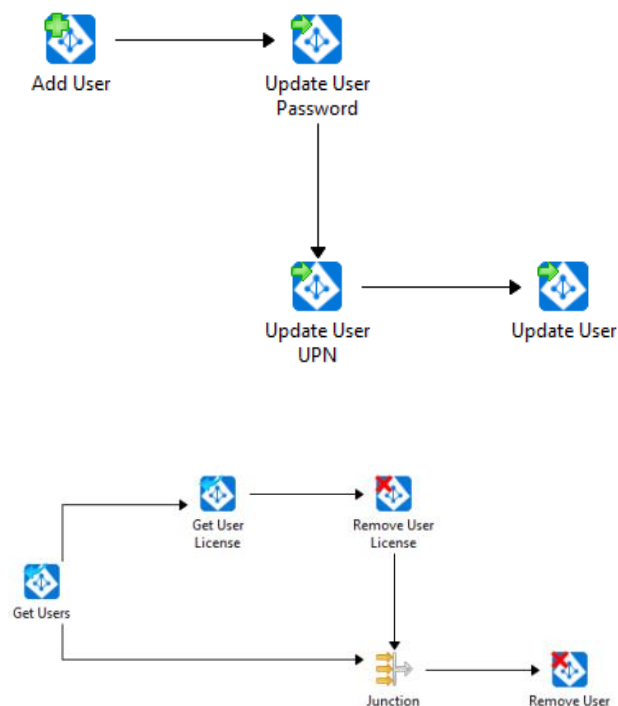 Add User
Update User
Password
Update User
UPN
Update User
Get User
License
Remove User
License
Get Users
Junction
Remove User